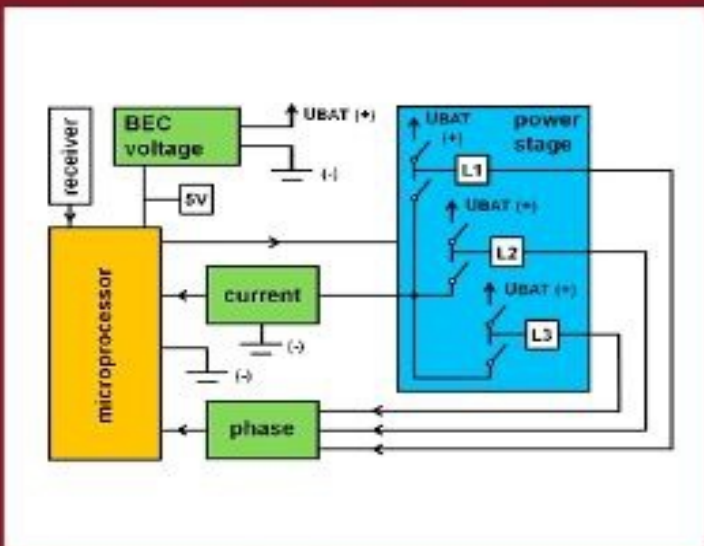 receiver
BEC
voltage
UBAT (+)
(-)
5V
UBAT
(+)
power
stage
L1
UBAT (+)
L2
UBAT (+)
L3
microprocessor
current
(-)
(-)
phase